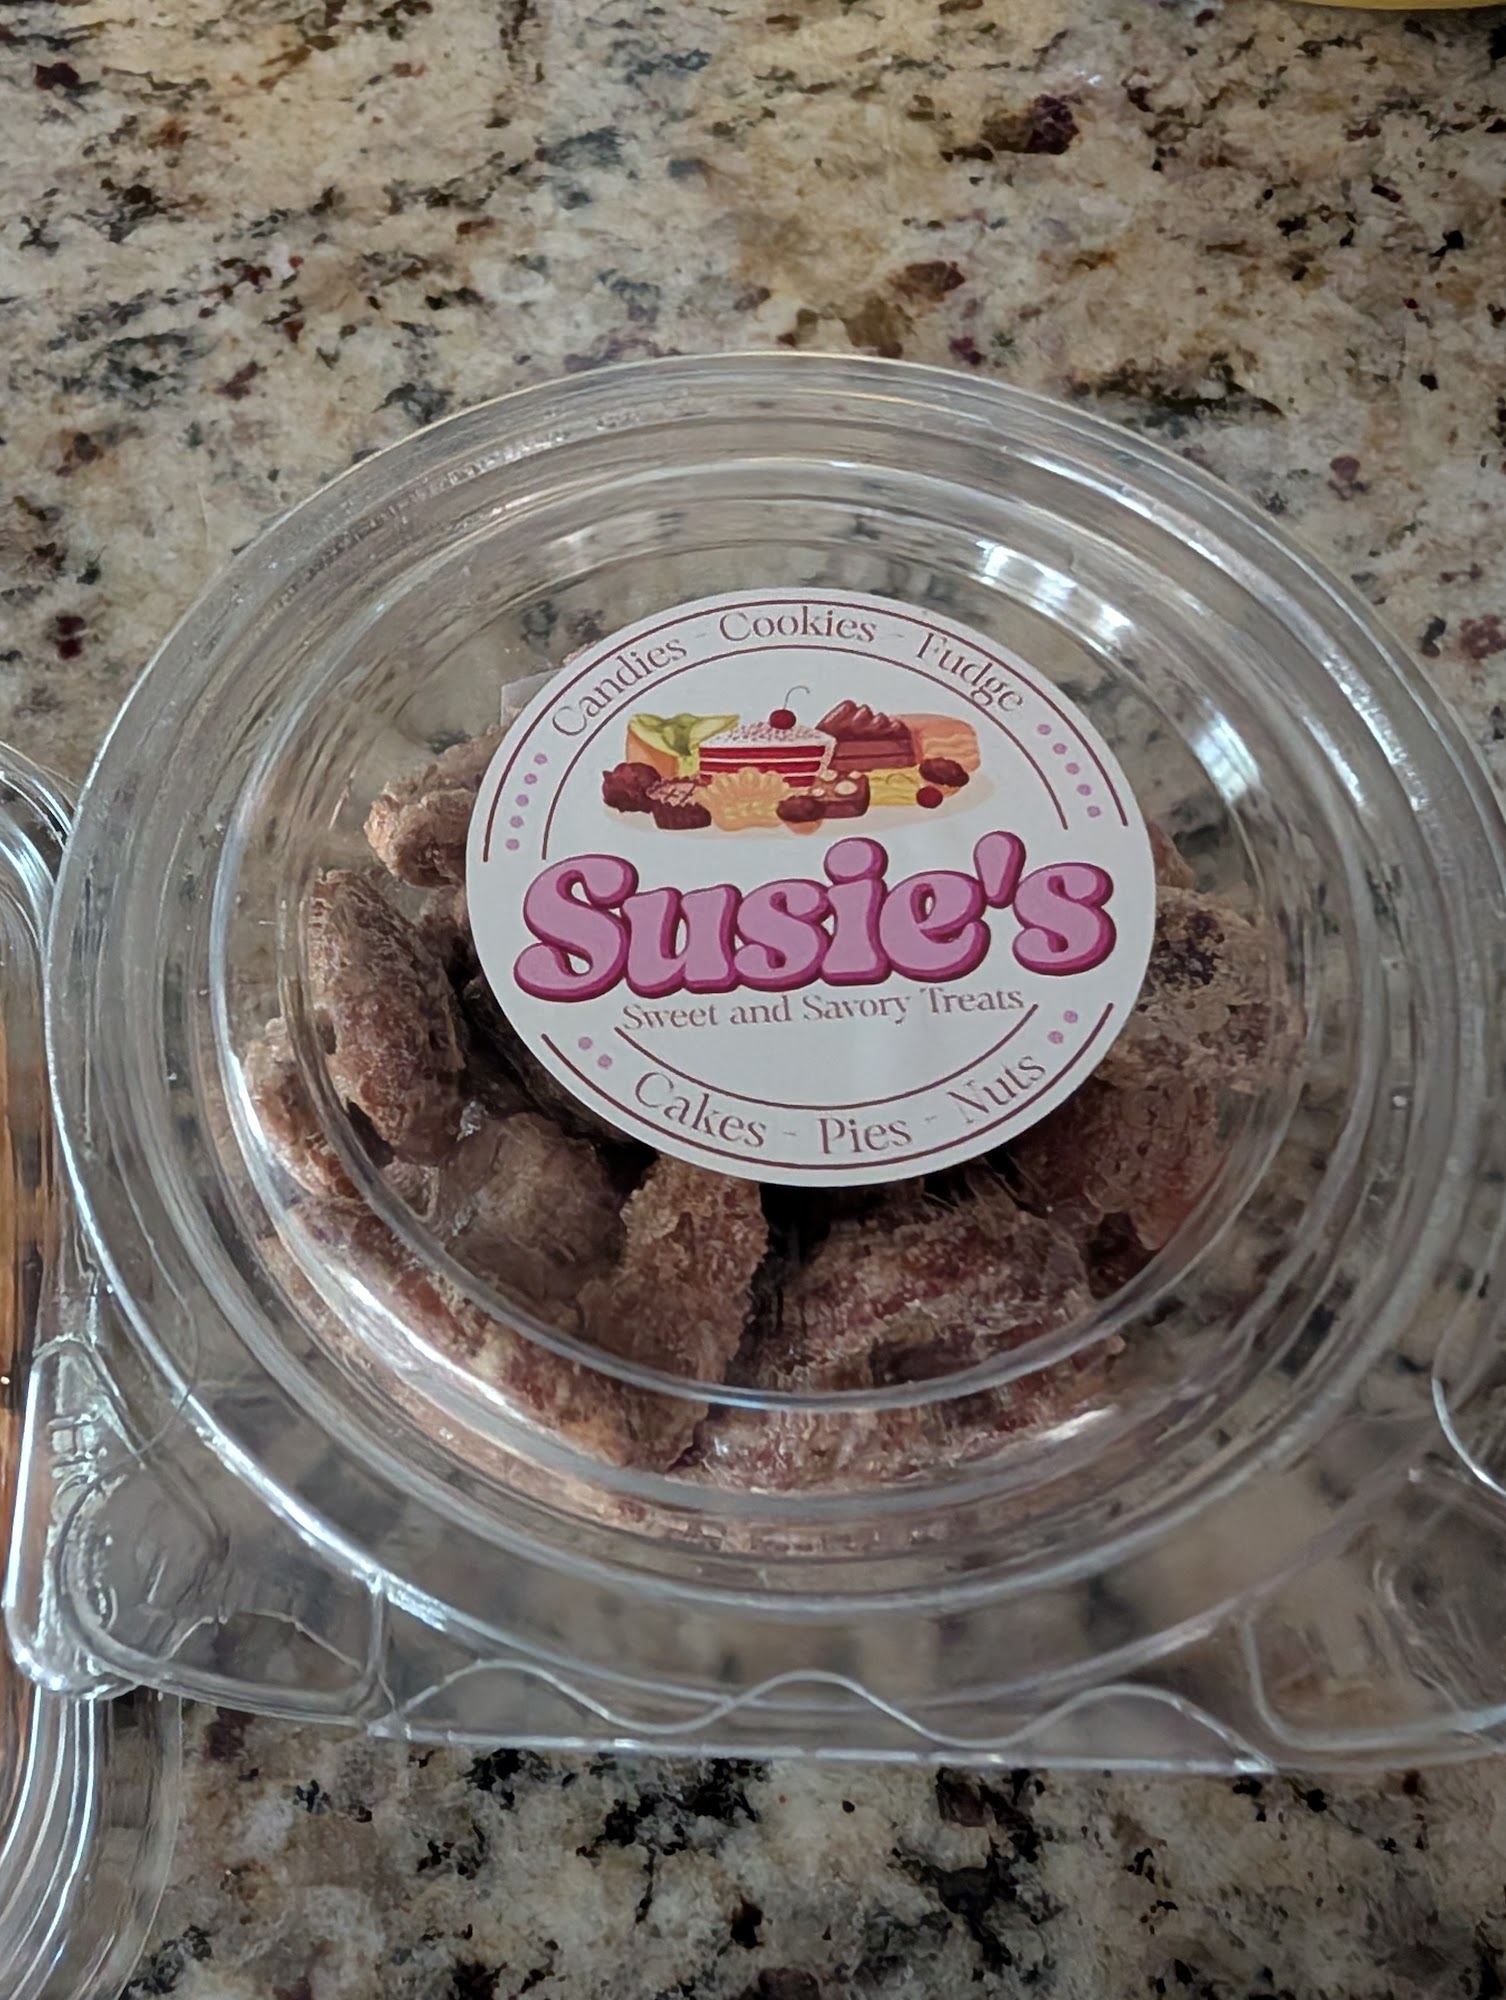 Candies - Cookies - Fudge
Susie's
Sweet and Savory Treats
Cakes - Pies - Nuts